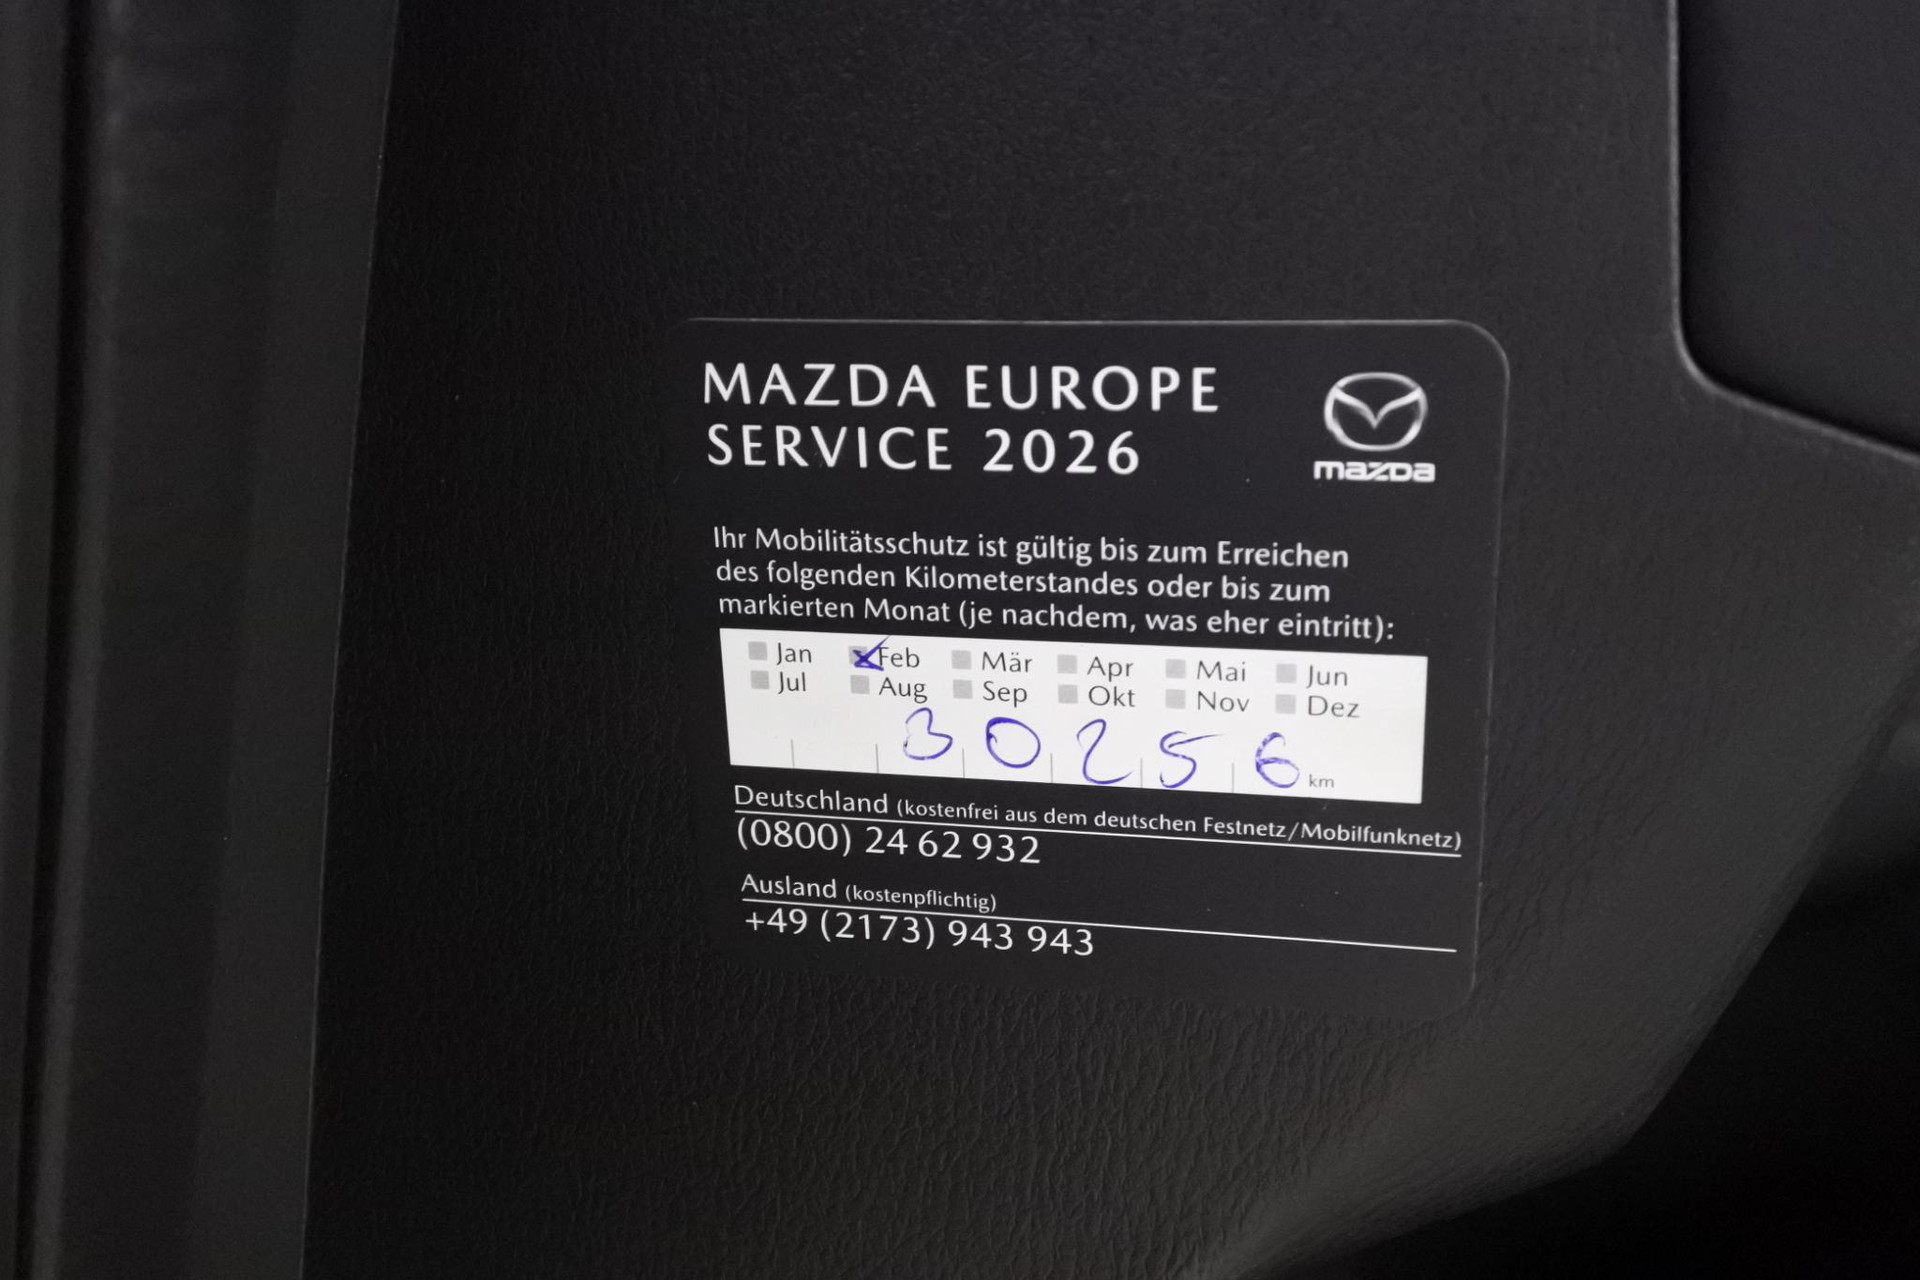 MAZDA EUROPE
SERVICE 2026
mazda
Ihr Mobilitätsschutz ist gültig bis zum Erreichen
des folgenden Kilometerstandes oder bis zum
markierten Monat (je nachdem, was eher eintritt):
Jan Feb Mär Apr Mai Jun
Jul Aug Sep Okt Nov Dez
30256 km
Deutschland (kostenfrei aus dem deutschen Festnetz/Mobilfunknetz)
(0800) 24 62 932
Ausland (kostenpflichtig)
+49 (2173) 943 943